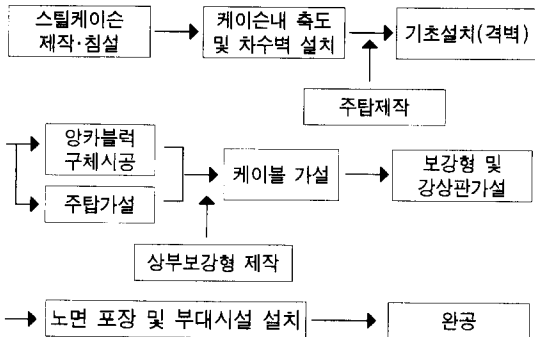 스틸케이슨
제작·침설
케이슨내 축도
및 차수벽 설치
기초설치(격벽)
주탑제작
앙카블럭
구체시공
주탑가설
케이블 가설
보강형 및
강상판가설
상부보강형 제작
노면 포장 및 부대시설 설치
완공